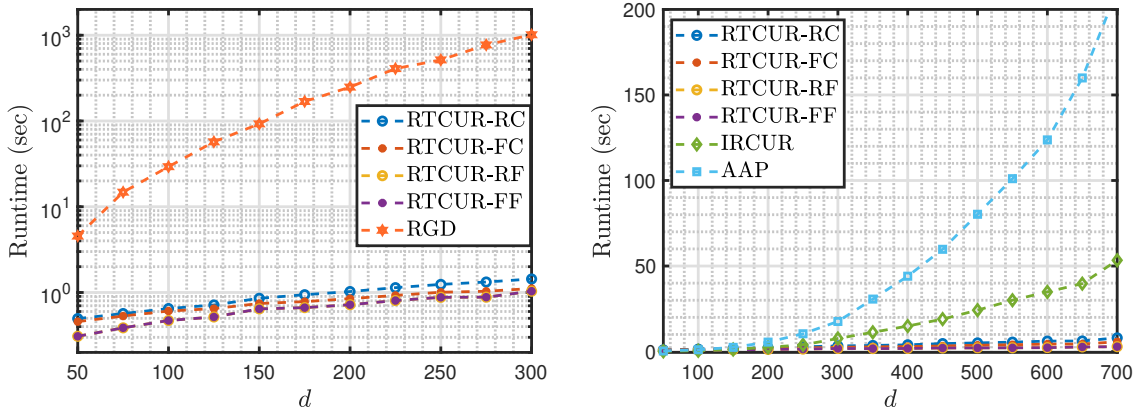 Runtime (sec)
10^3
10^2
10^1
10^0
50
100
150
200
250
300
d
RTCUR-RC
RTCUR-FC
RTCUR-RF
RTCUR-FF
RGD
Runtime (sec)
200
150
100
50
0
100
200
300
400
500
600
700
d
RTCUR-RC
RTCUR-FC
RTCUR-RF
RTCUR-FF
IRCUR
AAP